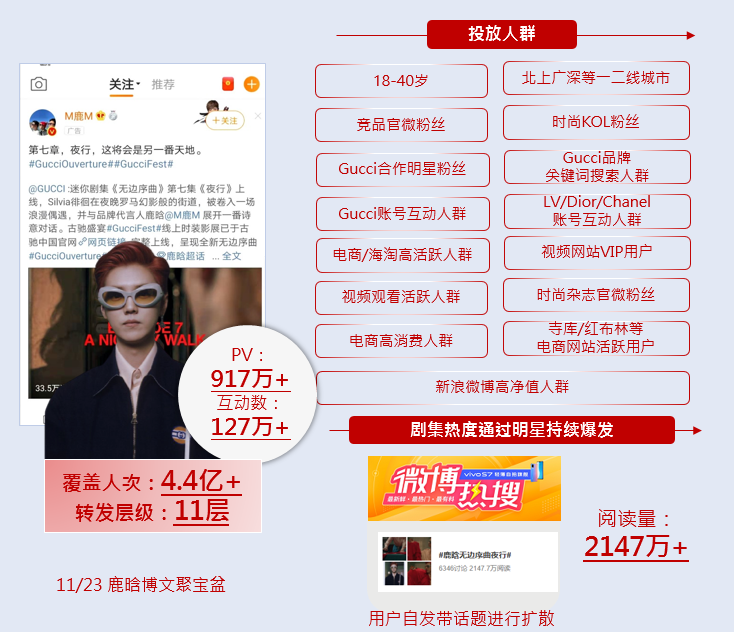 投放人群
18-40岁
北上广深等一二线城市
竞品官微粉丝
时尚KOL粉丝
Gucci合作明星粉丝
Gucci品牌
关键词搜索人群
Gucci账号互动人群
LV/Dior/Chanel
账号互动人群
电商/海淘高活跃人群
视频网站VIP用户
视频观看活跃人群
时尚杂志官微粉丝
电商高消费人群
寺库/红布林等
电商网站活跃用户
新浪微博高净值人群
关注
推荐
M鹿M
广告
+关注
第七章，夜行，这将会是另一番天地。
#GucciOuverture##GucciFest#
@GUCCI :迷你剧集《无边序曲》第七集《夜行》上
线，Silvia徘徊在夜晚罗马幻影般的街道，被卷入一场
浪漫偶遇，并与品牌代言人鹿晗@M鹿M 展开一番诗
意对话。古驰盛宴#GucciFest#线上时装影展已于古
驰中国官网网页链接 完整上线，呈现全新无边序曲
#GucciOuverture#
鹿晗超话 ... 全文
DE 7
A NI
WALK
33.5万
PV：
917万+
互动数：
127万+
覆盖人次：4.4亿+
转发层级：11层
11/23 鹿晗博文聚宝盆
剧集热度通过明星持续爆发
vivo S7
微博
热搜
最新鲜·最热门·最有料
#鹿晗无边序曲夜行#
6346讨论 2147.7万阅读
阅读量：
2147万+
用户自发带话题进行扩散